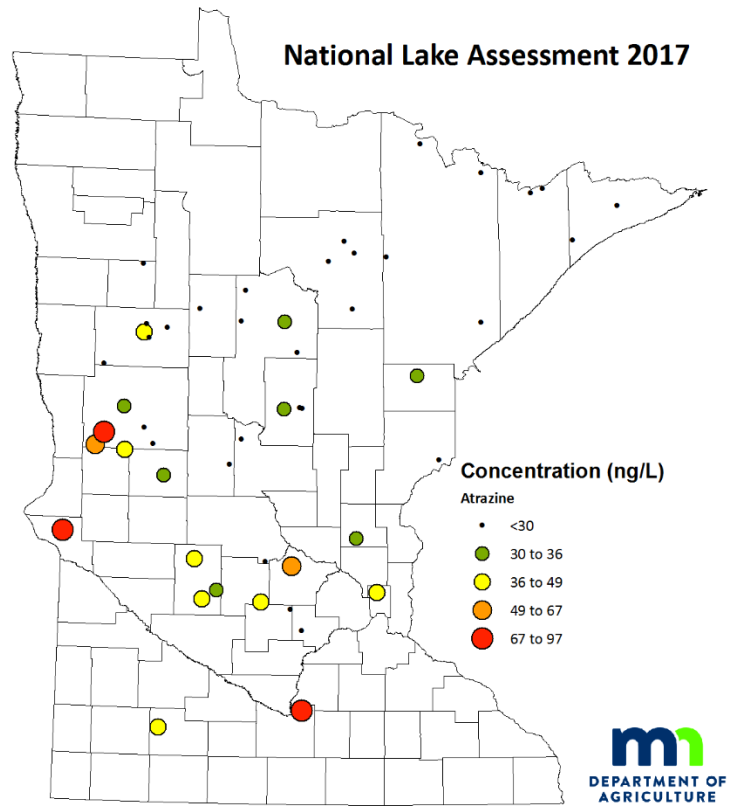 National Lake Assessment 2017
Concentration (ng/L)
Atrazine
<30
30 to 36
36 to 49
49 to 67
67 to 97
mn
DEPARTMENT OF
AGRICULTURE